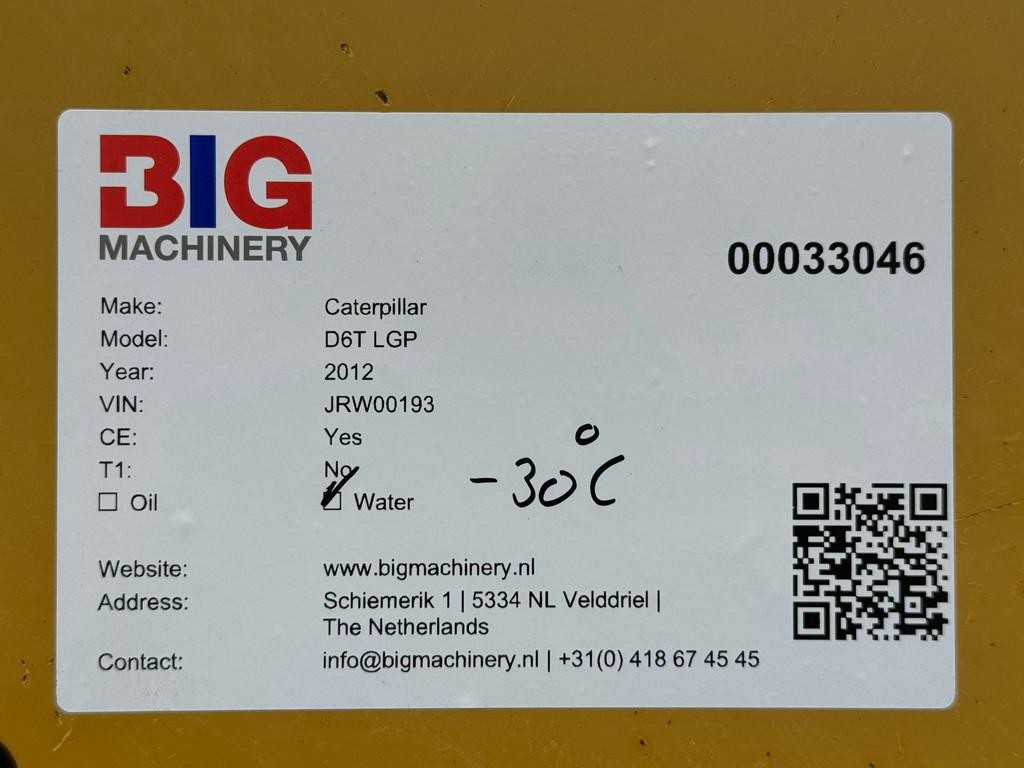 BIG
MACHINERY
00033046
Make: Caterpillar
Model: D6T LGP
Year: 2012
VIN: JRW00193
CE: Yes
T1: No
☐ Oil ☑ Water -30°C
Website: www.bigmachinery.nl
Address: Schiemerik 1 | 5334 NL Velddriel |
The Netherlands
Contact: info@bigmachinery.nl | +31(0) 418 67 45 45